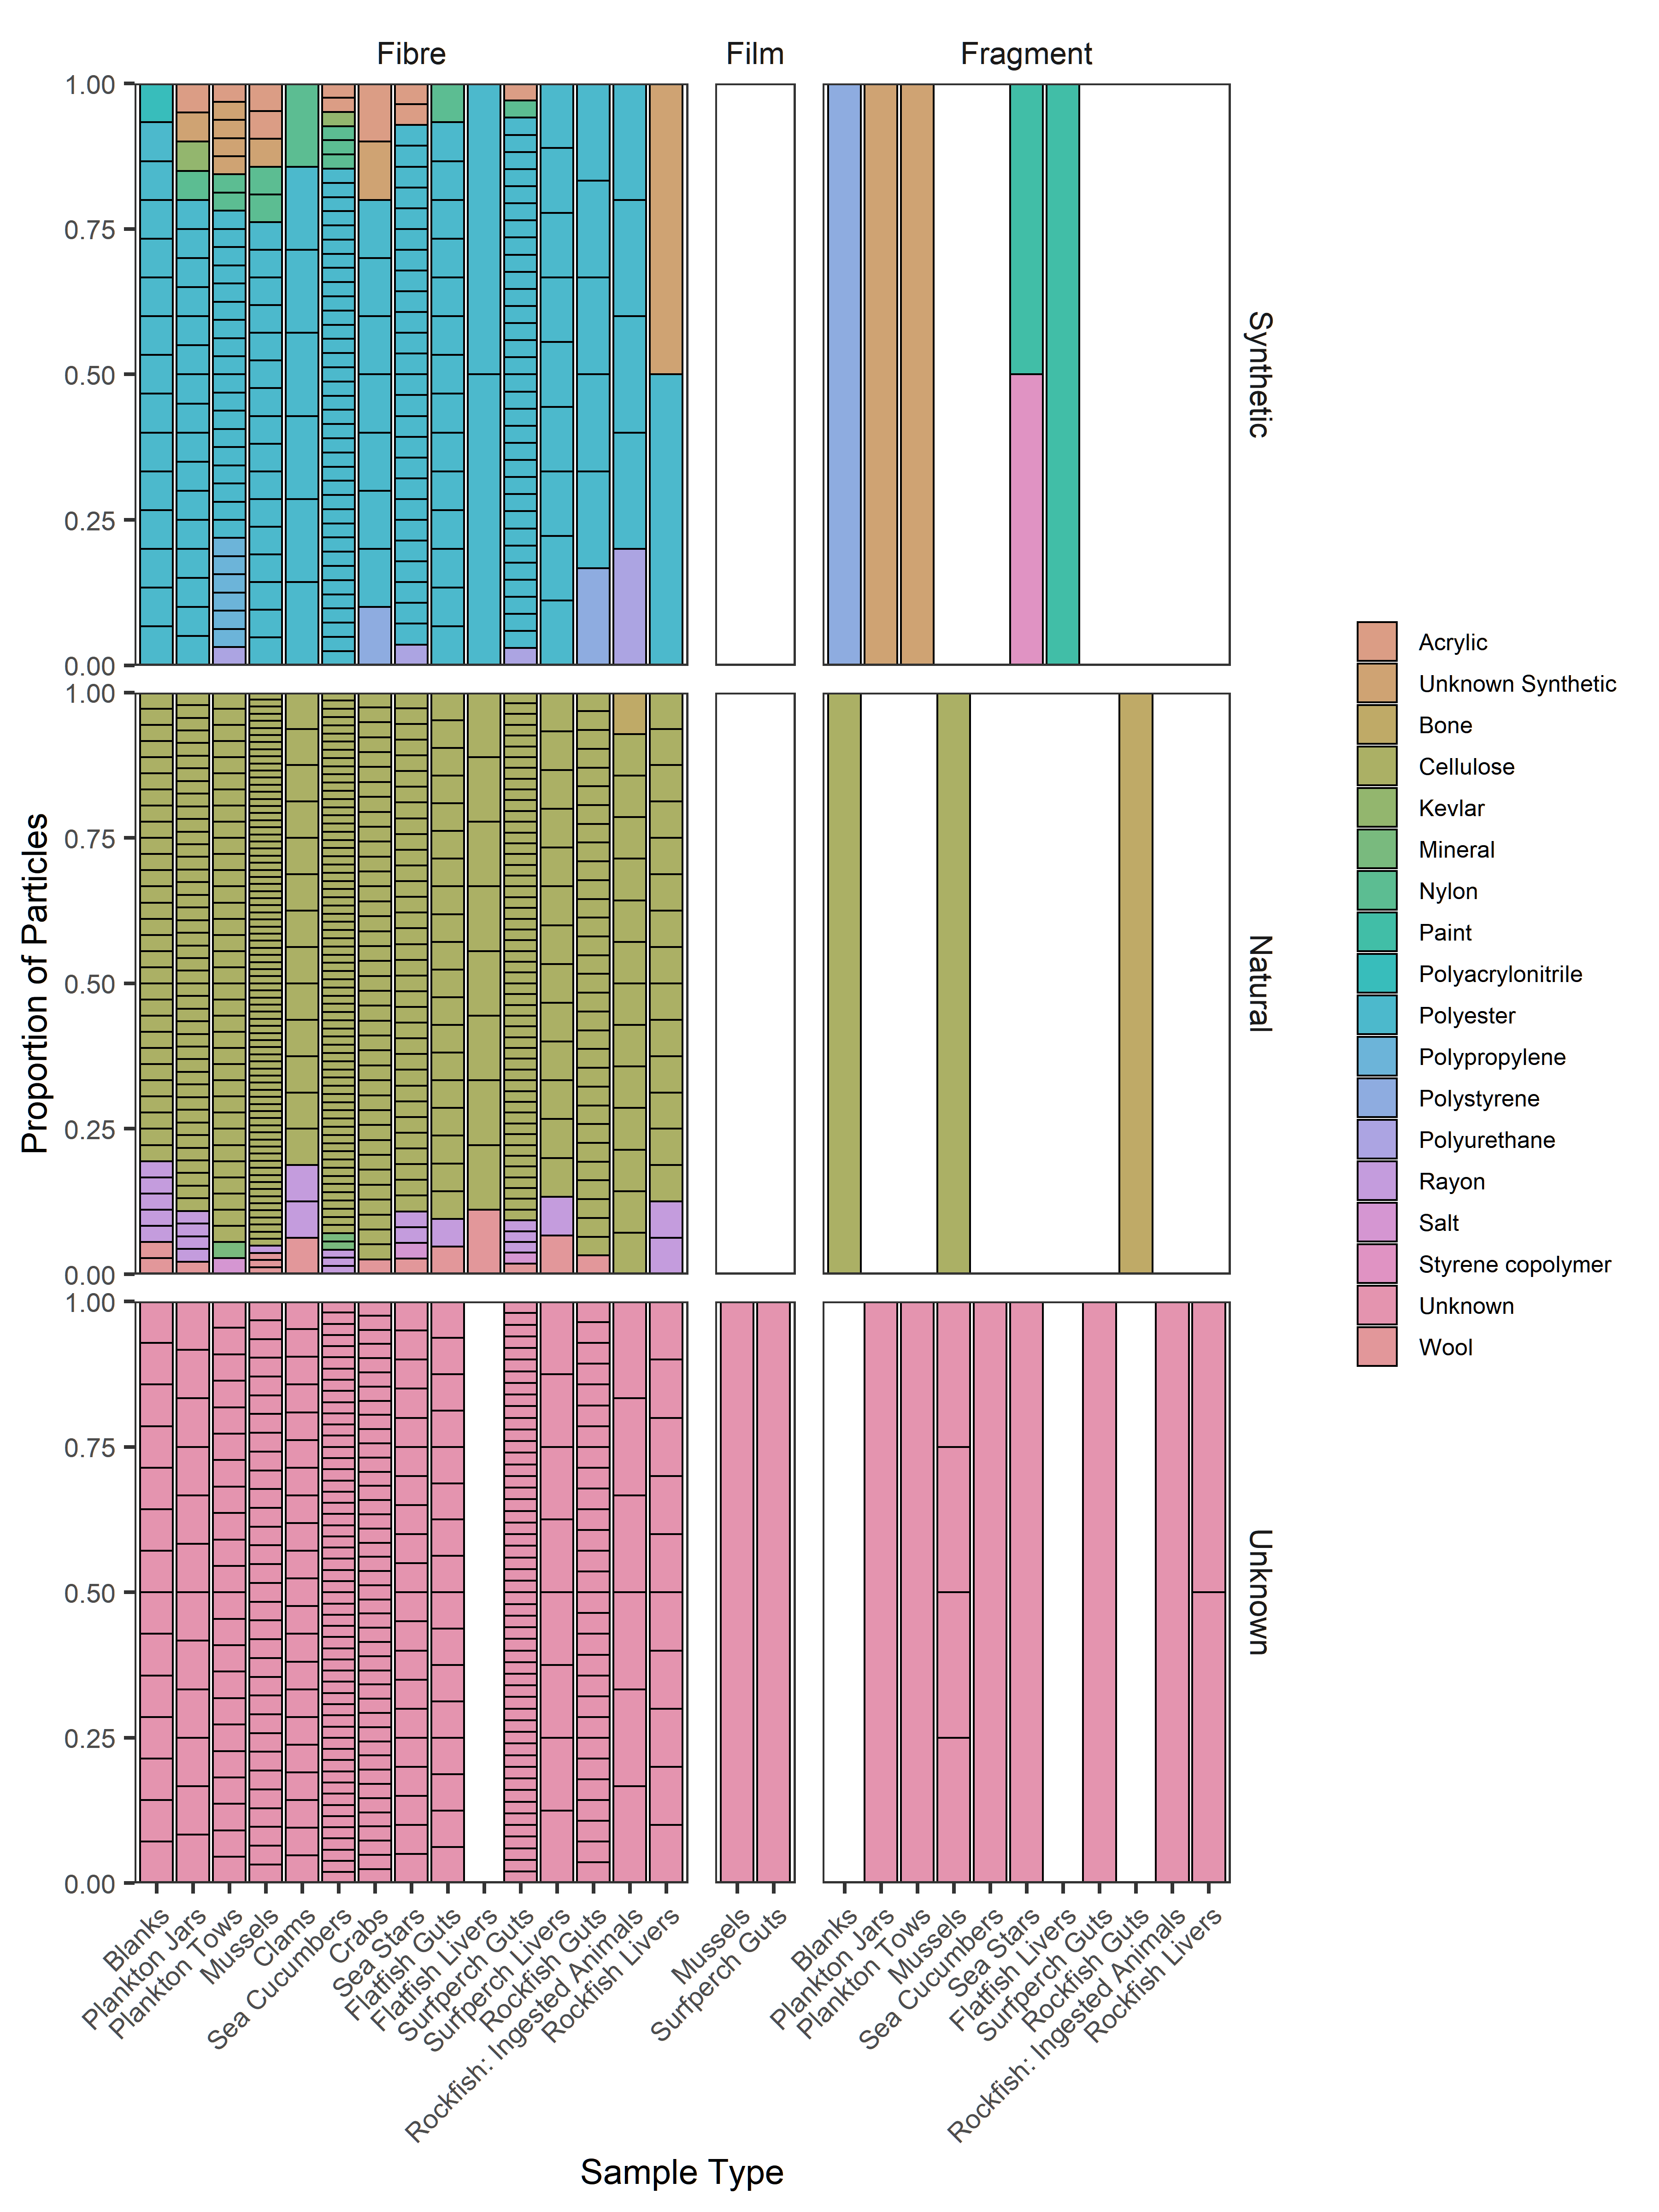 Fibre
Film
Fragment
1.00
0.75
0.50
0.25
0.00
Synthetic
1.00
0.75
0.50
0.25
0.00
Natural
1.00
0.75
0.50
0.25
0.00
Unknown
Proportion of Particles
Blanks
Plankton Jars
Plankton Tows
Mussels
Clams
Sea Cucumbers
Crabs
Sea Stars
Flatfish Guts
Flatfish Livers
Surfperch Guts
Surfperch Livers
Rockfish Guts
Rockfish: Ingested Animals
Rockfish Livers
Mussels
Surfperch Guts
Blanks
Plankton Jars
Plankton Tows
Mussels
Sea Cucumbers
Sea Stars
Flatfish Livers
Surfperch Guts
Rockfish Guts
Rockfish: Ingested Animals
Rockfish Livers
Sample Type
Acrylic
Unknown Synthetic
Bone
Cellulose
Kevlar
Mineral
Nylon
Paint
Polyacrylonitrile
Polyester
Polypropylene
Polystyrene
Polyurethane
Rayon
Salt
Styrene copolymer
Unknown
Wool